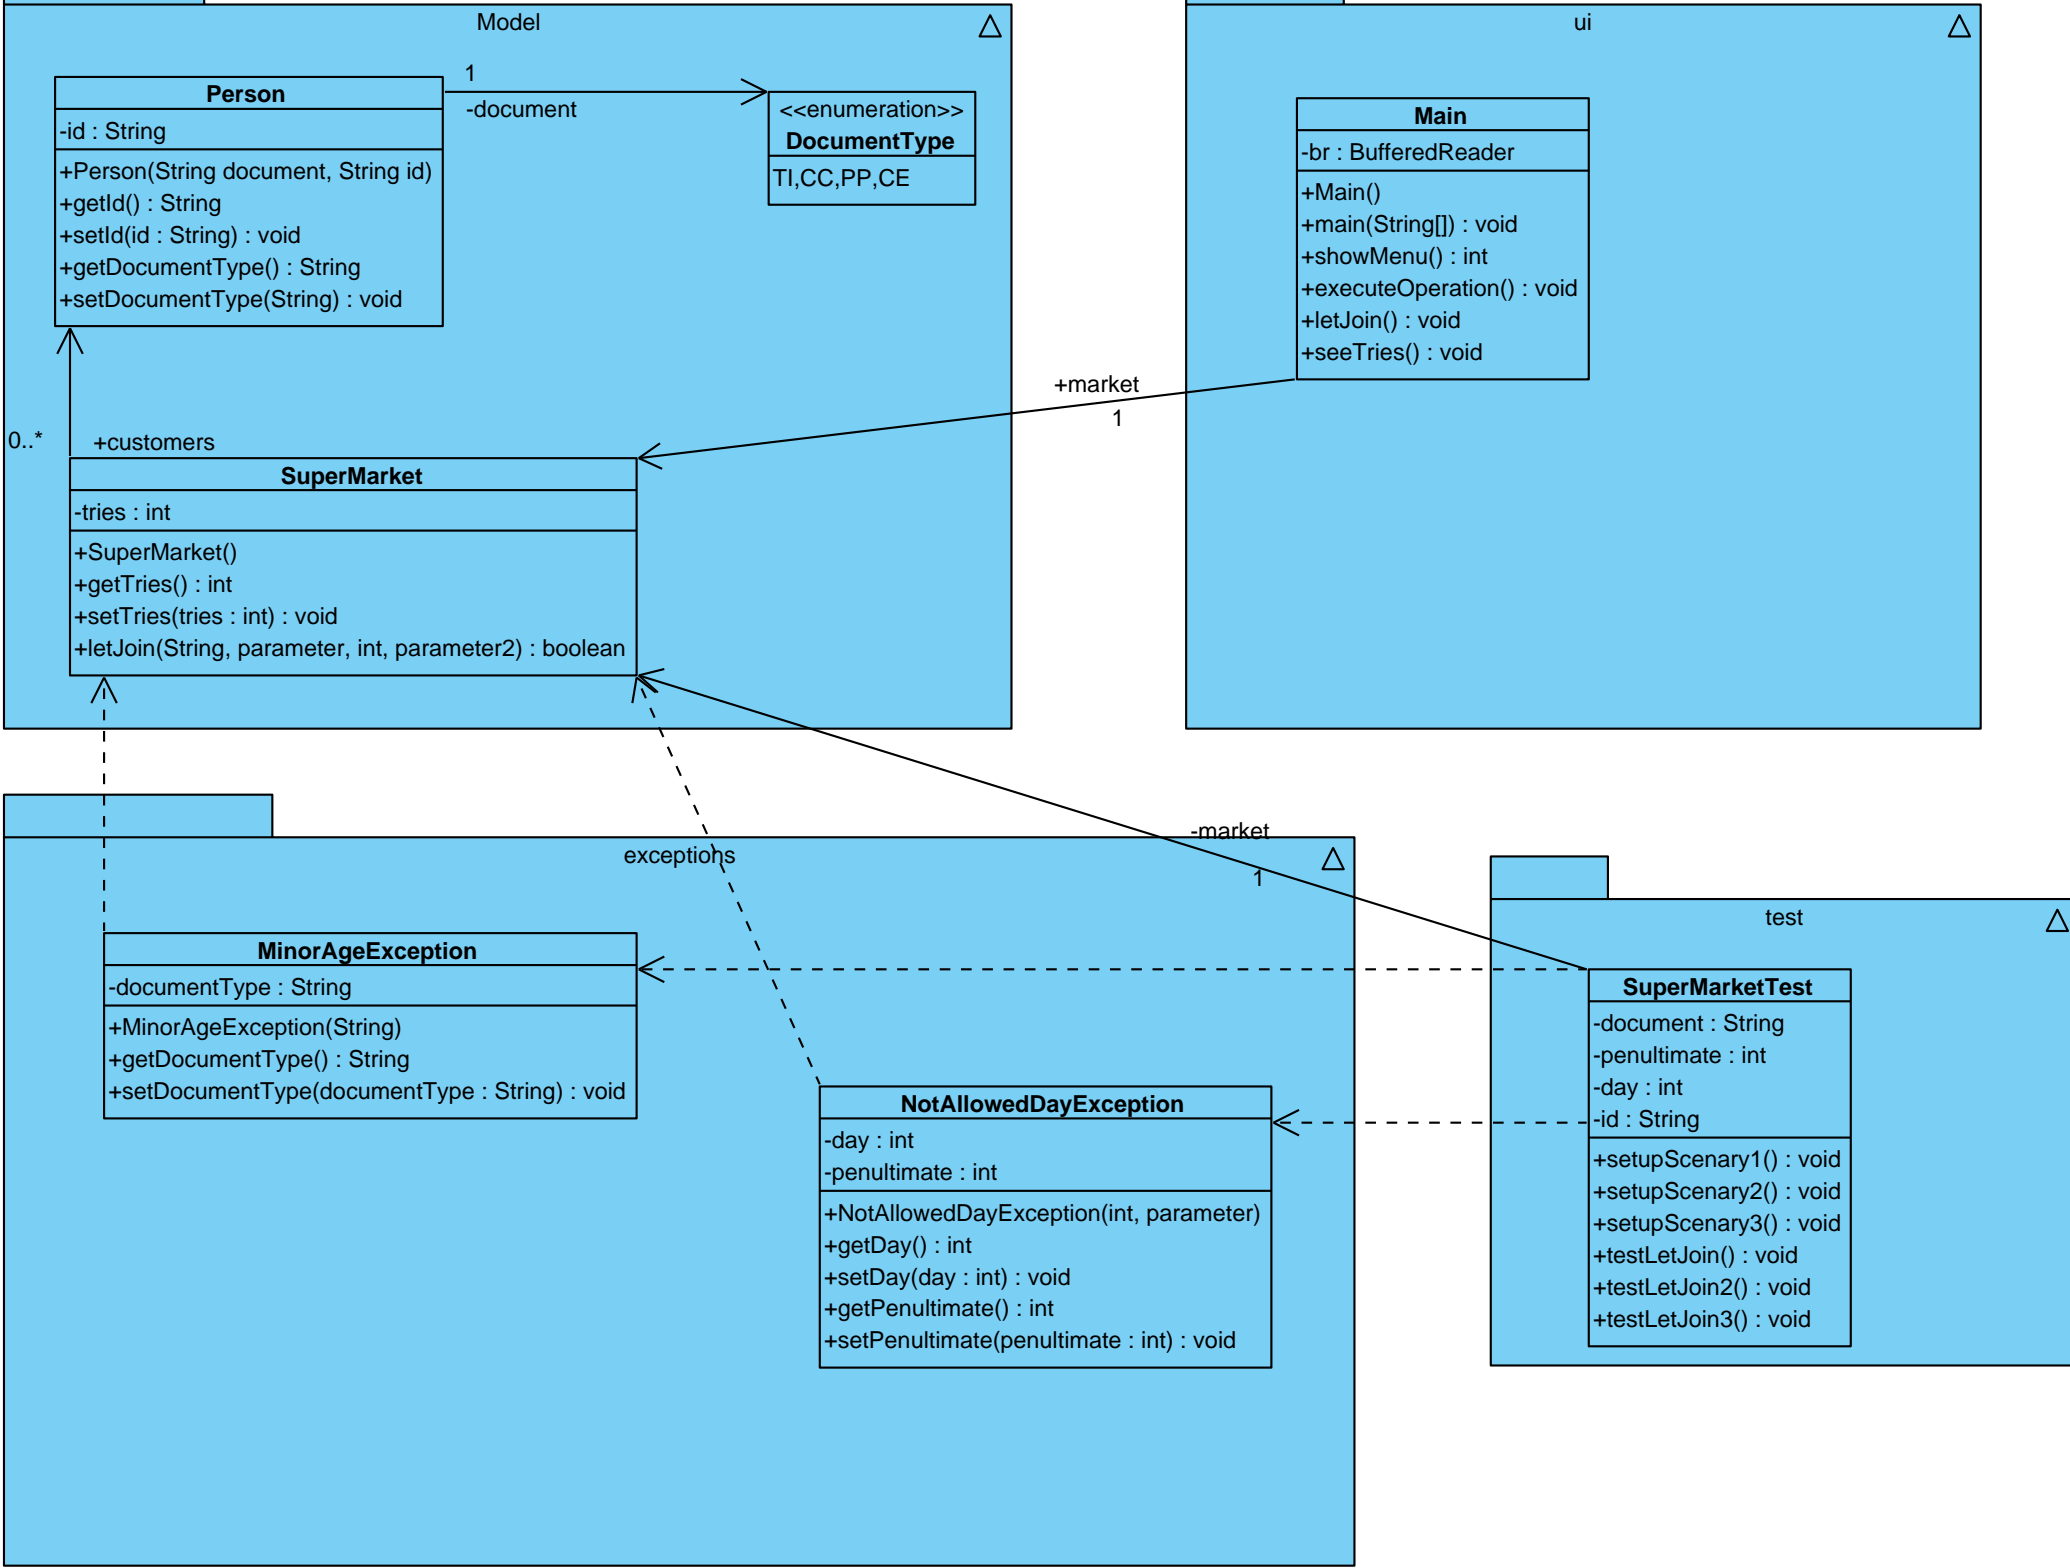 Model
Person
-id : String
+Person(String document, String id)
+getId() : String
+setId(id : String) : void
+getDocumentType() : String
+setDocumentType(String) : void
1
-document
<<enumeration>>
DocumentType
TI,CC,PP,CE
0..*
+customers
SuperMarket
-tries : int
+SuperMarket()
+getTries() : int
+setTries(tries : int) : void
+letJoin(String, parameter, int, parameter2) : boolean
ui
Main
-br : BufferedReader
+Main()
+main(String[]) : void
+showMenu() : int
+executeOperation() : void
+letJoin() : void
+seeTries() : void
+market
1
exceptions
MinorAgeException
-documentType : String
+MinorAgeException(String)
+getDocumentType() : String
+setDocumentType(documentType : String) : void
NotAllowedDayException
-day : int
-penultimate : int
+NotAllowedDayException(int, parameter)
+getDay() : int
+setDay(day : int) : void
+getPenultimate() : int
+setPenultimate(penultimate : int) : void
-market
1
test
SuperMarketTest
-document : String
-penultimate : int
-day : int
-id : String
+setupScenary1() : void
+setupScenary2() : void
+setupScenary3() : void
+testLetJoin() : void
+testLetJoin2() : void
+testLetJoin3() : void